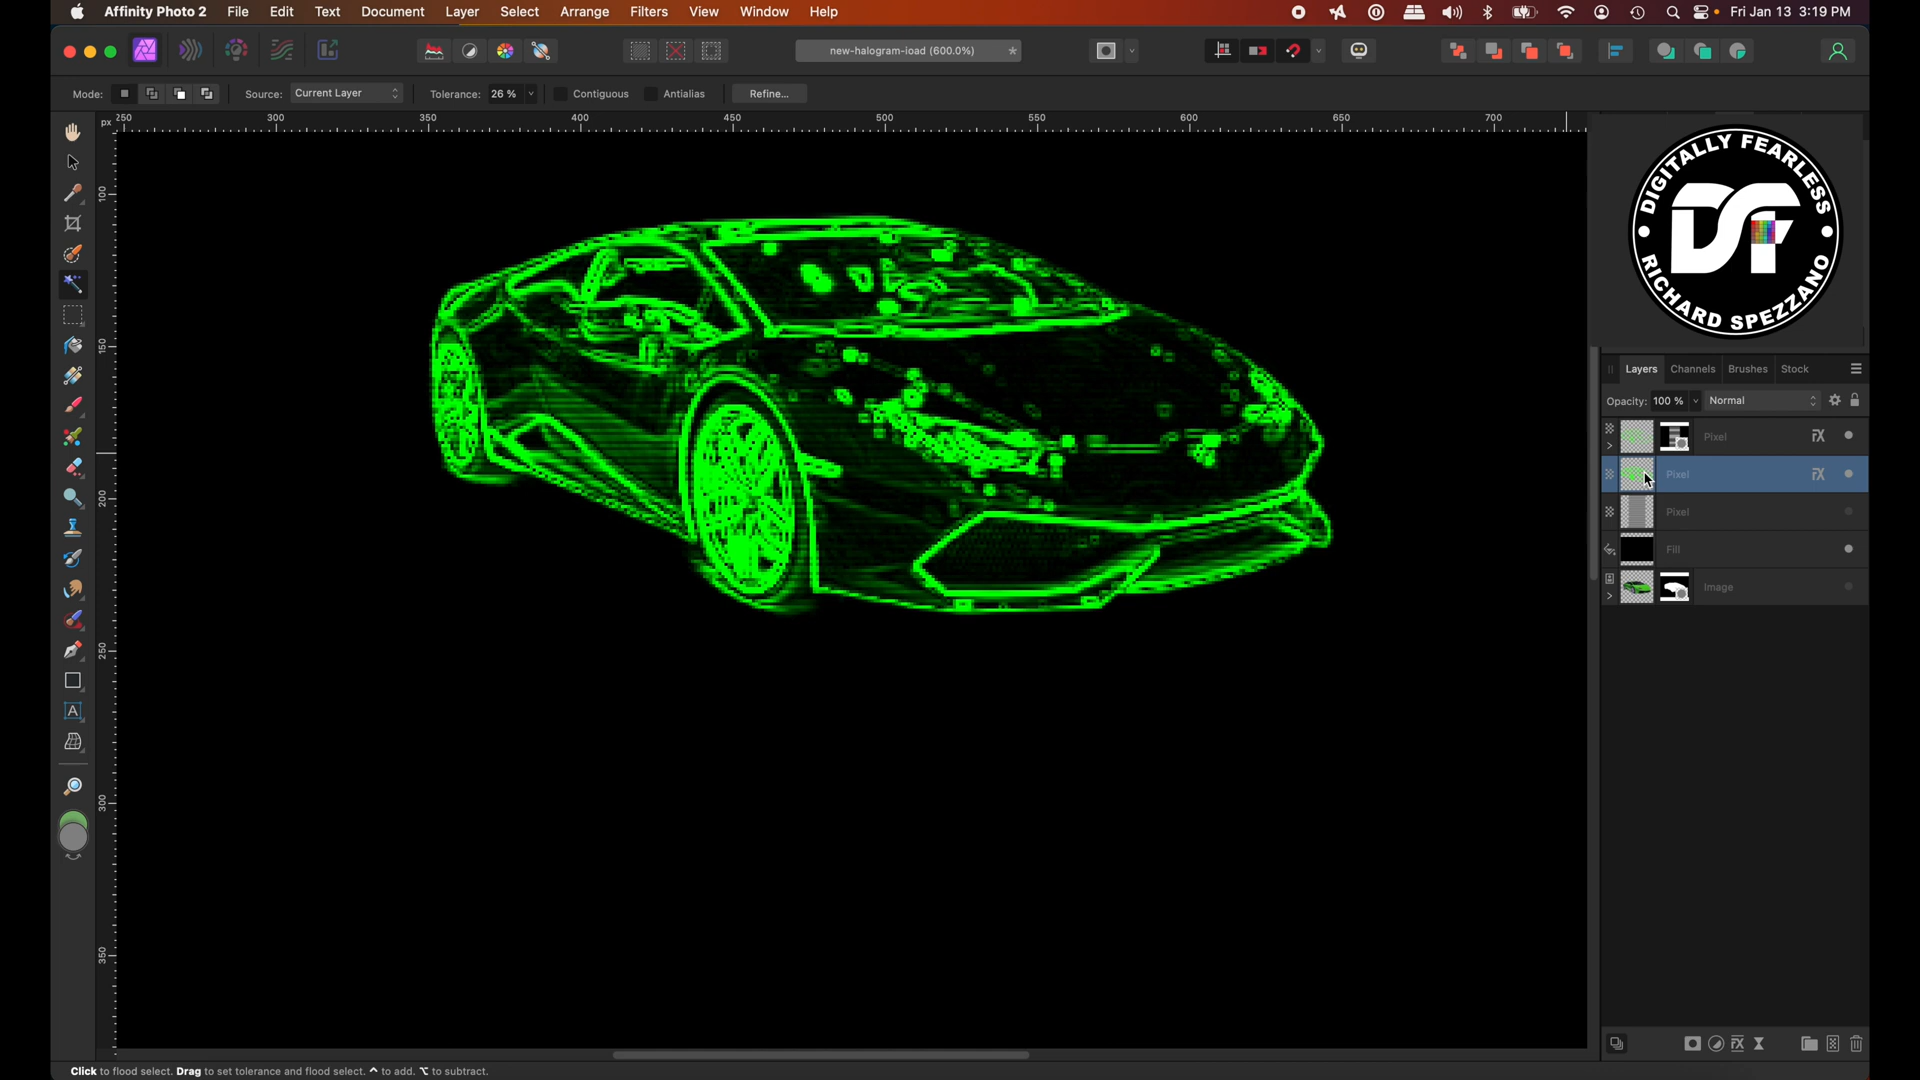 Affinity Photo 2 File Edit Text Document Layer Select Arrange Filters View Window Help Fri Jan 13 3:19 PM
new-halogram-ioad (600.0%) *
Mode: Source: Current Layer Tolerance: 26 % Contiguous Antialias Refine...
px 250 300 350 400 450 500 550 600 650 700
100
150
200
250
300
350
DIGITALLY FEARLESS
DF
RICHARD SPEZZANO
Layers Channels Brushes Stock
Opacity: 100 % Normal
Pixel
Pixel
Pixel
Fill
Image
Click to flood select. Drag to set tolerance and flood select. ^ to add. ⌥ to subtract.